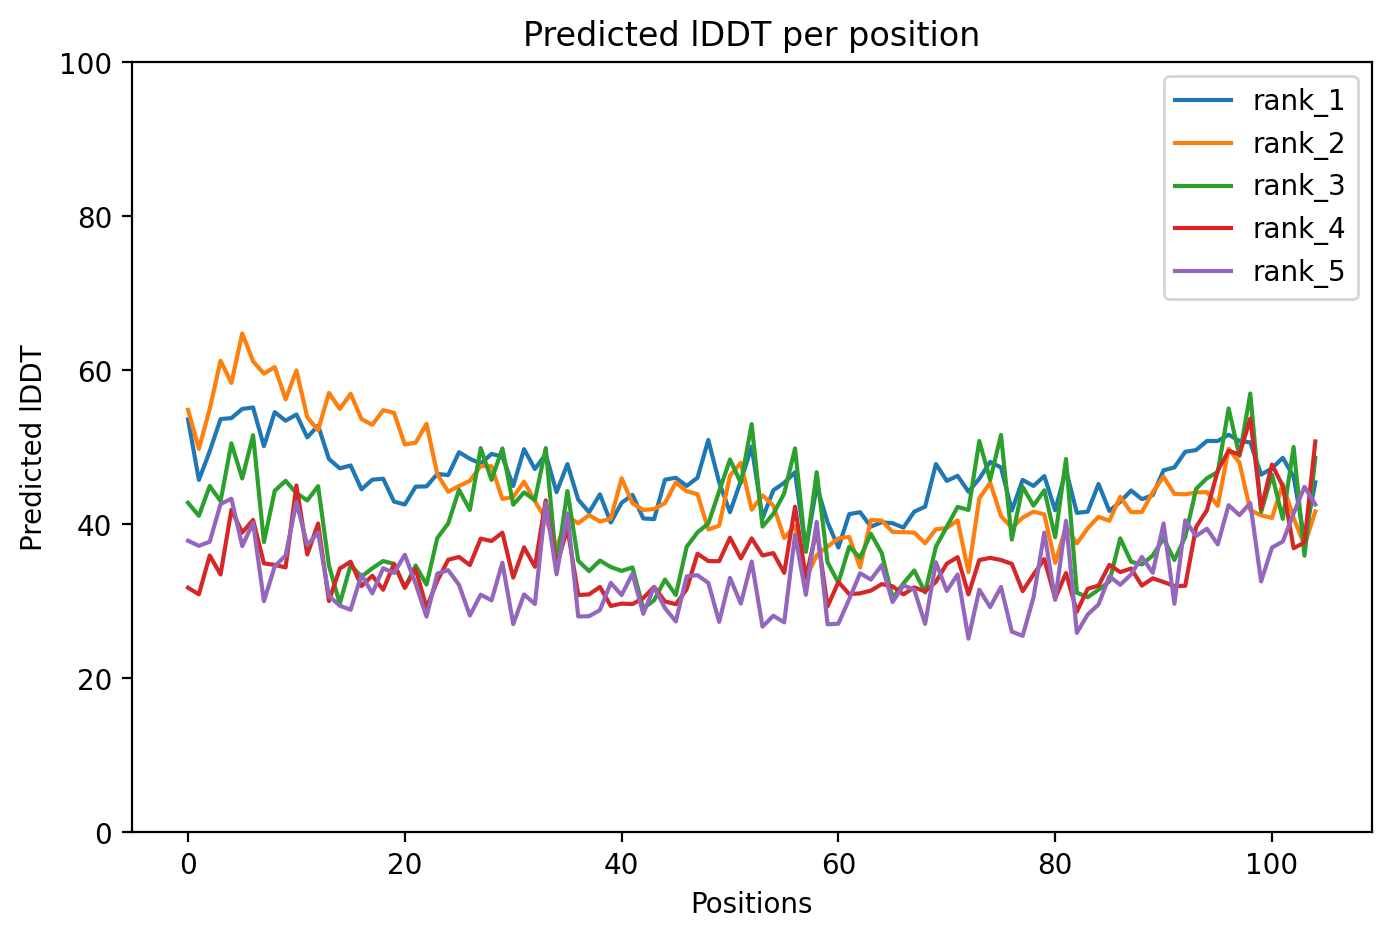 Predicted lDDT per position
100
80
60
40
20
0
Predicted lDDT
0 20 40 60 80 100
Positions
rank_1
rank_2
rank_3
rank_4
rank_5